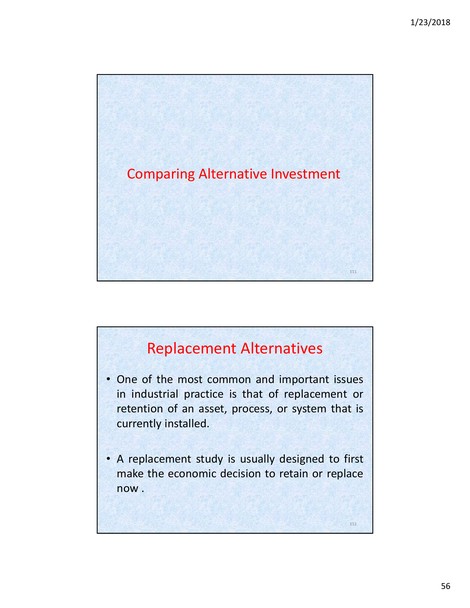 1/23/2018
Comparing Alternative Investment
Replacement Alternatives
• One of the most common and important issues
in industrial practice is that of replacement or
retention of an asset, process, or system that is
currently installed.
• A replacement study is usually designed to first
make the economic decision to retain or replace
now .
56